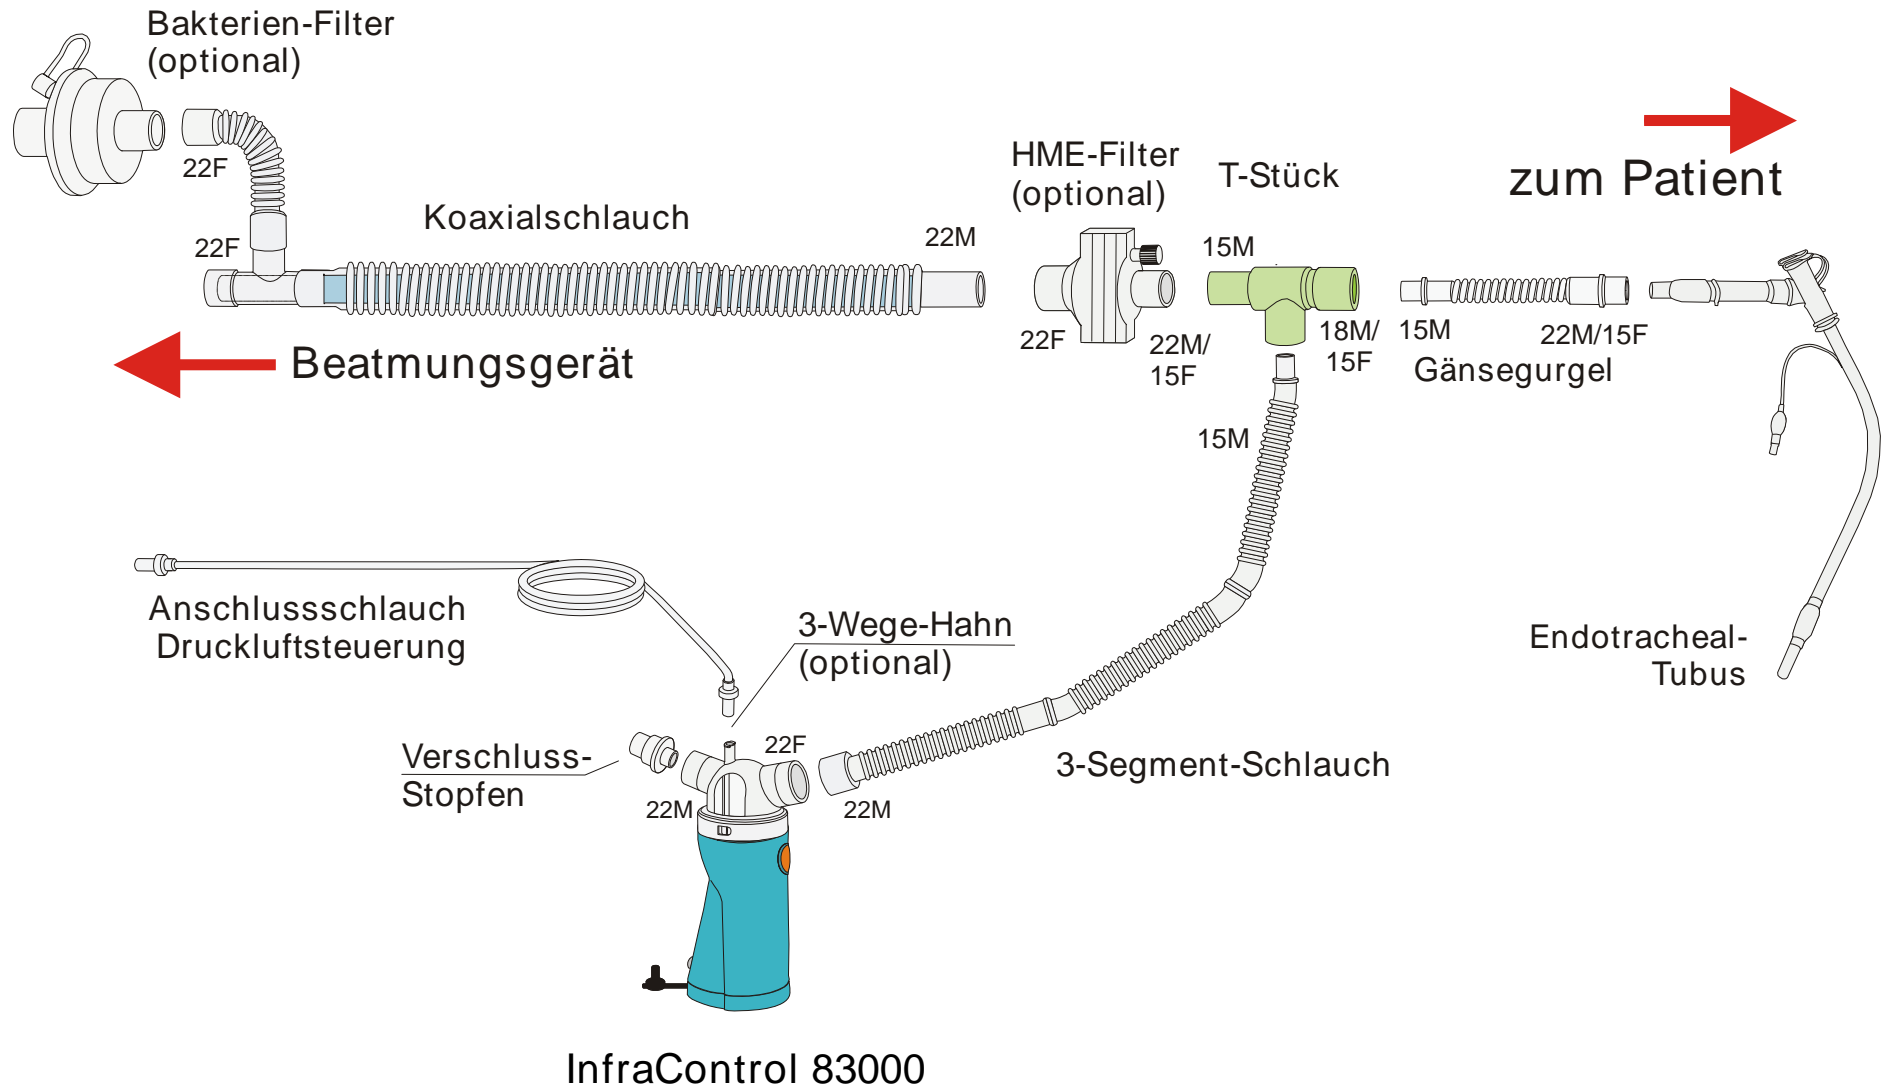 Bakterien-Filter
(optional)
22F
22F
Koaxialschlauch
22M
HME-Filter
(optional)
22F
22M/
15F
T-Stück
15M
18M/
15F
zum Patient
15M
22M/15F
Gänsegurgel
Beatmungsgerät
15M
Anschlussschlauch
Druckluftsteuerung
3-Wege-Hahn
(optional)
Endotracheal-
Tubus
Verschluss-
Stopfen
22F
22M
22M
3-Segment-Schlauch
InfraControl 83000